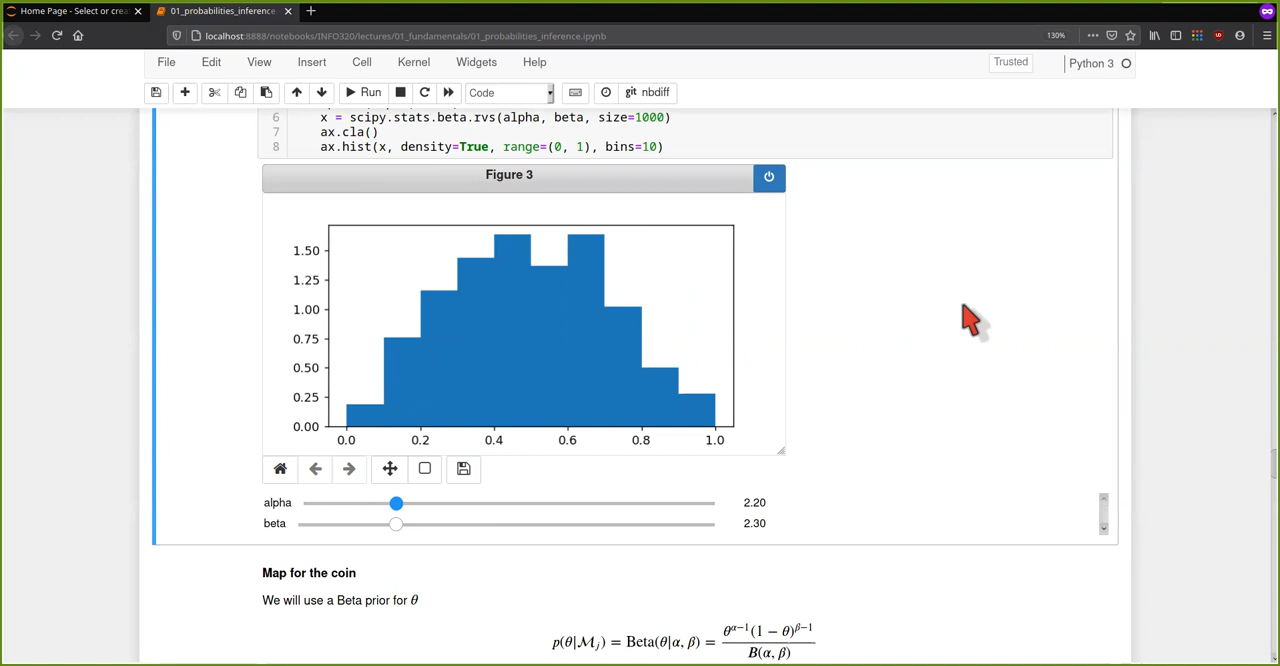 Home Page - Select or crea
01_probabilities_inference.
localhost:8888/notebooks/INFO320/lectures/01_fundamentals/01_probabilities_inference.ipynb
130%
File Edit View Insert Cell Kernel Widgets Help
Trusted
Python 3
Run
Code
git nbdiff
6 x = scipy.stats.beta.rvs(alpha, beta, size=1000)
7 ax.cla()
8 ax.hist(x, density=True, range=(0, 1), bins=10)
Figure 3
1.50
1.25
1.00
0.75
0.50
0.25
0.00
0.0 0.2 0.4 0.6 0.8 1.0
alpha 2.20
beta 2.30
Map for the coin
We will use a Beta prior for θ
p(θ|ℳⱼ) = Beta(θ|α, β) = θ^{α−1}(1 − θ)^{β−1} / B(α, β)